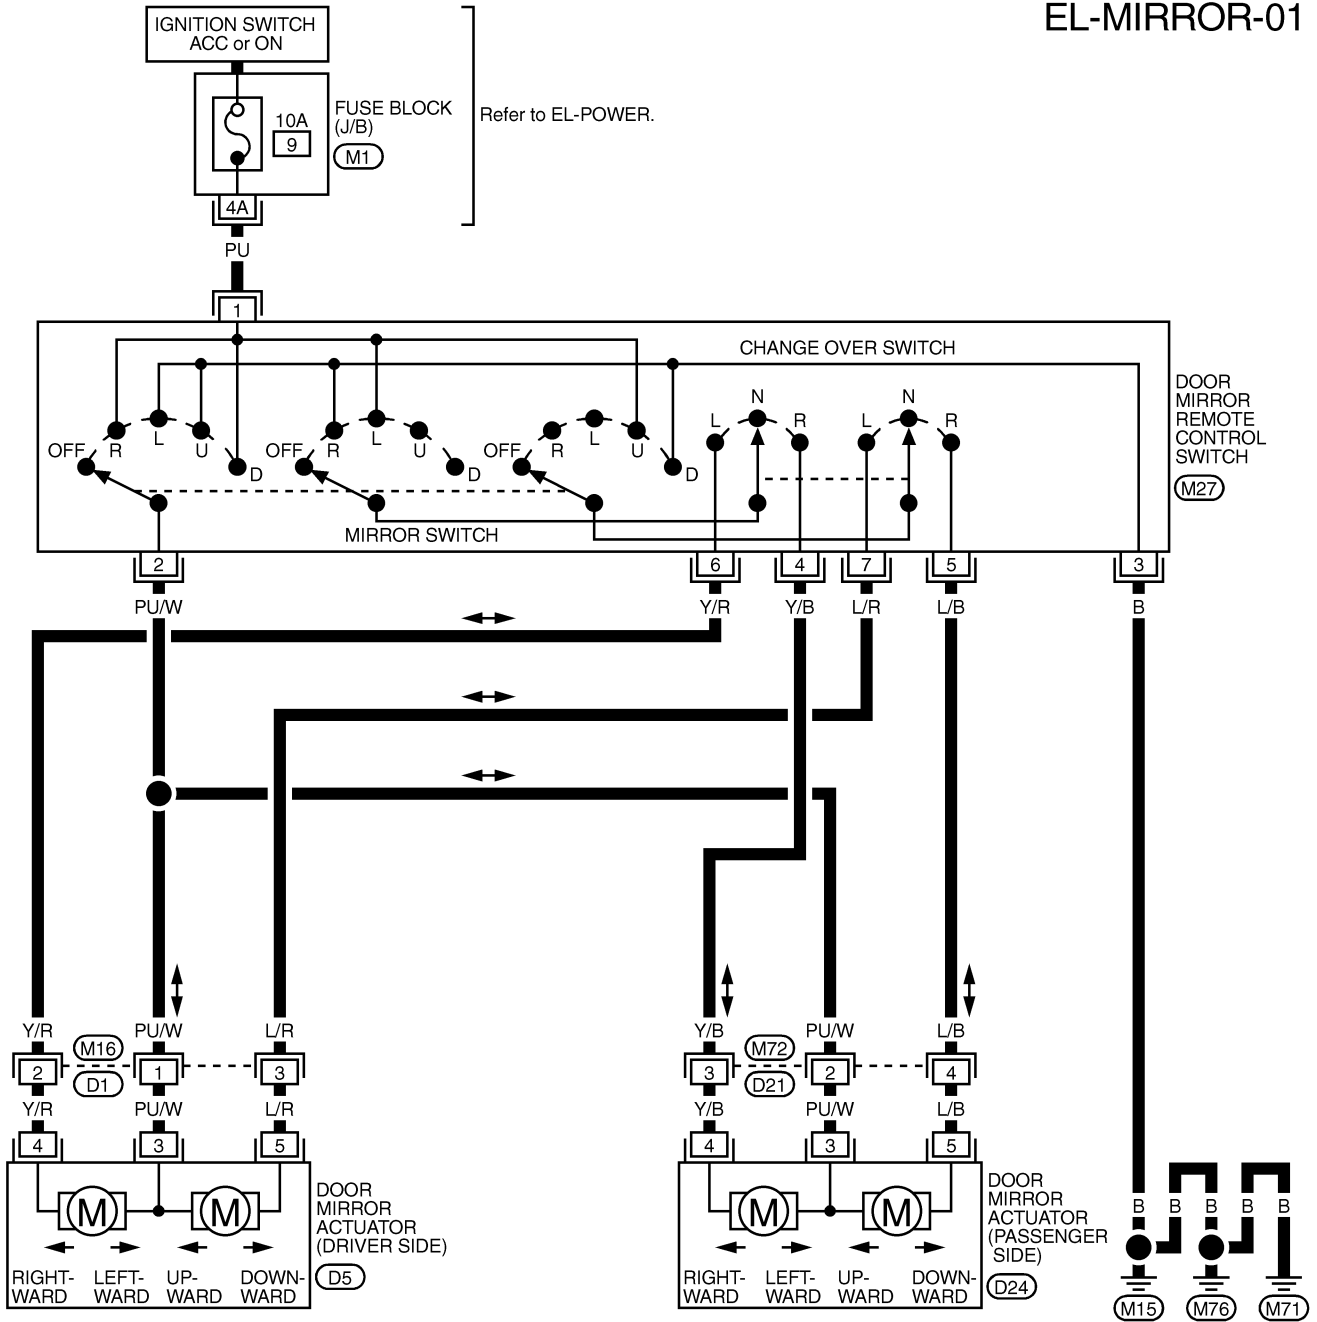 EL-MIRROR-01
IGNITION SWITCH
ACC or ON
FUSE BLOCK
(J/B)
10A
9
M1
Refer to EL-POWER.
4A
PU
1
CHANGE OVER SWITCH
OFF R L U D
OFF R L U D
OFF R L U D
L N R
L N R
MIRROR SWITCH
DOOR
MIRROR
REMOTE
CONTROL
SWITCH
M27
2 6 4 7 5 3
PU/W Y/R Y/B L/R L/B B
Y/R PU/W L/R Y/B PU/W L/B
M16 M72
2 1 3 3 2 4
D1 D21
Y/R PU/W L/R Y/B PU/W L/B
4 3 5 4 3 5
M M
DOOR
MIRROR
ACTUATOR
(DRIVER SIDE)
D5
RIGHT-
WARD
LEFT-
WARD
UP-
WARD
DOWN-
WARD
M M
DOOR
MIRROR
ACTUATOR
(PASSENGER
SIDE)
D24
RIGHT-
WARD
LEFT-
WARD
UP-
WARD
DOWN-
WARD
B B B B B
M15 M76 M71